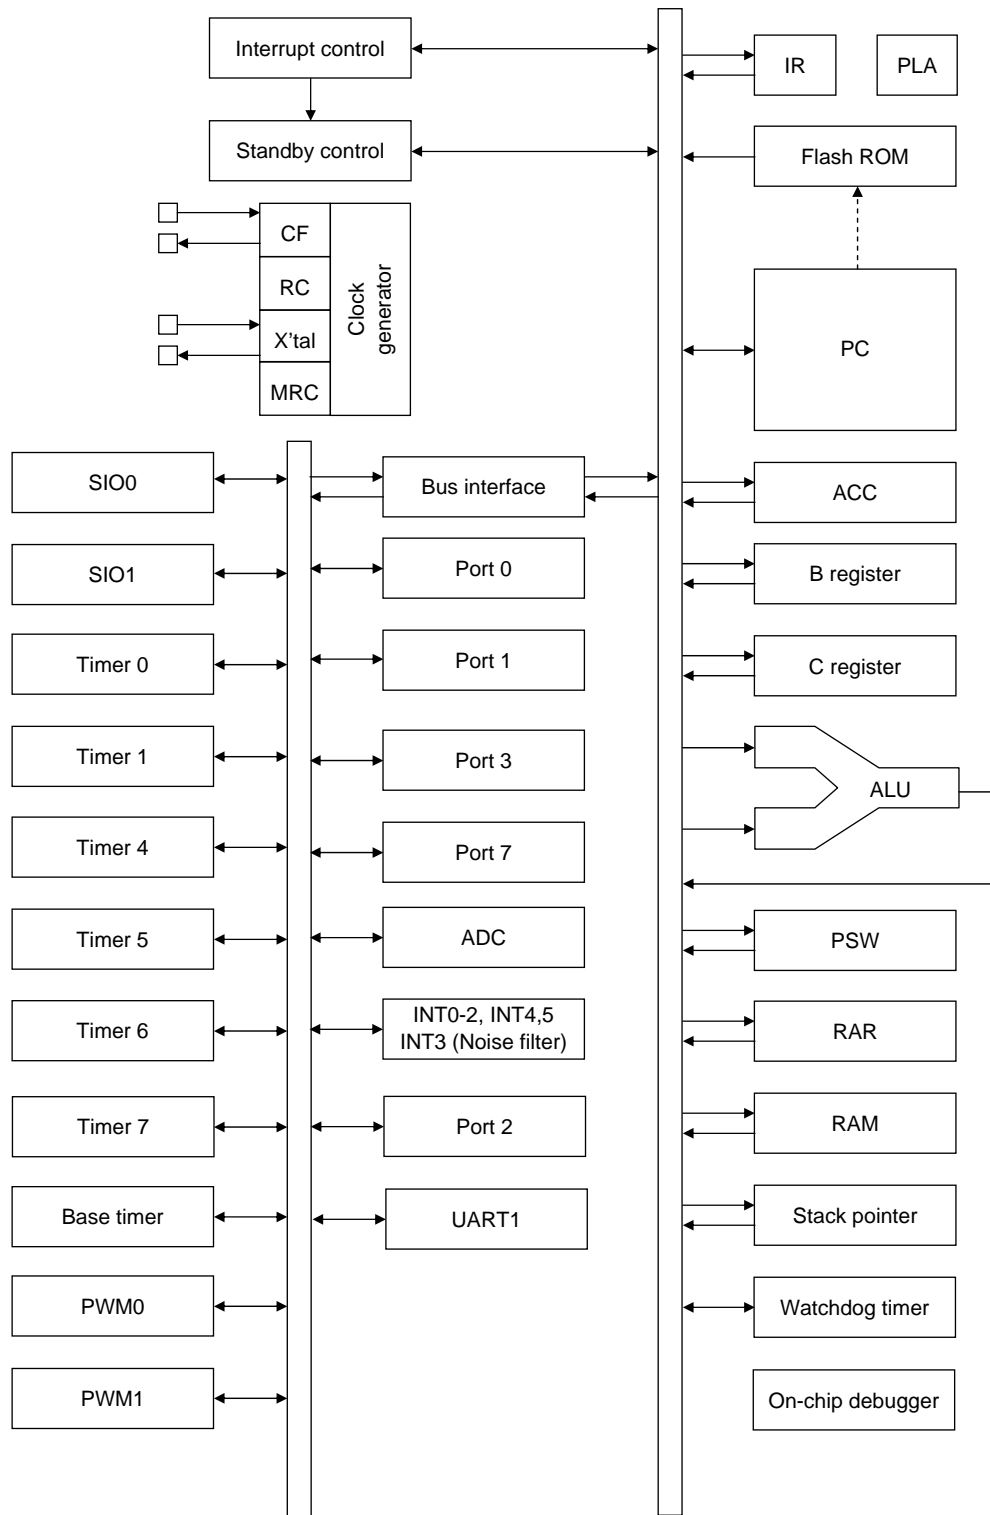 Interrupt control
IR
PLA
Standby control
Flash ROM
CF
RC
X'tal
MRC
Clock
generator
PC
SIO0
Bus interface
ACC
SIO1
Port 0
B register
Timer 0
Port 1
C register
Timer 1
Port 3
ALU
Timer 4
Port 7
Timer 5
ADC
PSW
Timer 6
INT0-2, INT4,5
INT3 (Noise filter)
RAR
Timer 7
Port 2
RAM
Base timer
UART1
Stack pointer
PWM0
Watchdog timer
PWM1
On-chip debugger